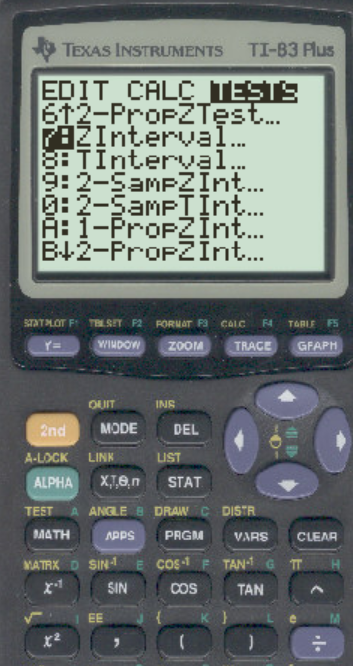 TEXAS INSTRUMENTS TI-83 Plus
EDIT CALC TESTS
6↑2-PropZTest…
7:ZInterval…
8:TInterval…
9:2-SampZInt…
0:2-SampTInt…
A:1-PropZInt…
B↓2-PropZInt…
STAT PLOT F1 TBLSET F2 FORMAT F3 CALC F4 TABLE F5
Y= WINDOW ZOOM TRACE GRAPH
QUIT INS
2nd MODE DEL
A-LOCK LINK LIST
ALPHA X,T,θ,n STAT
TEST A ANGLE B DRAW C DISTR
MATH APPS PRGM VARS CLEAR
MATRX D SIN⁻¹ E COS⁻¹ F TAN⁻¹ G π H
x⁻¹ SIN COS TAN ^
√ I EE J { K } L e M
x² , ( ) ÷